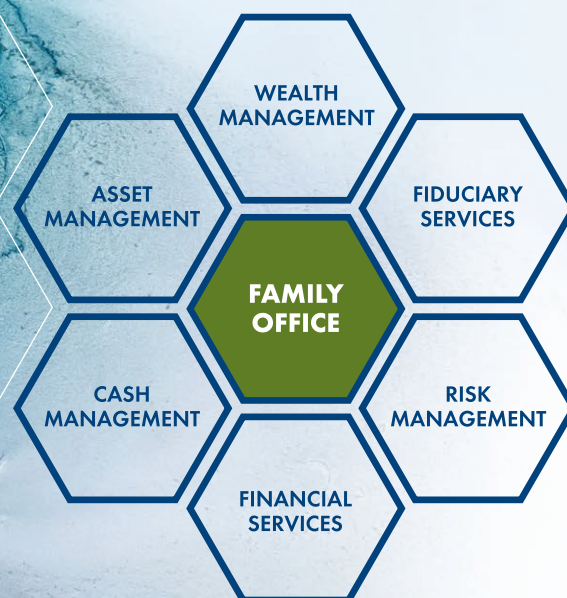 WEALTH
MANAGEMENT
ASSET
MANAGEMENT
FIDUCIARY
SERVICES
FAMILY
OFFICE
CASH
MANAGEMENT
RISK
MANAGEMENT
FINANCIAL
SERVICES